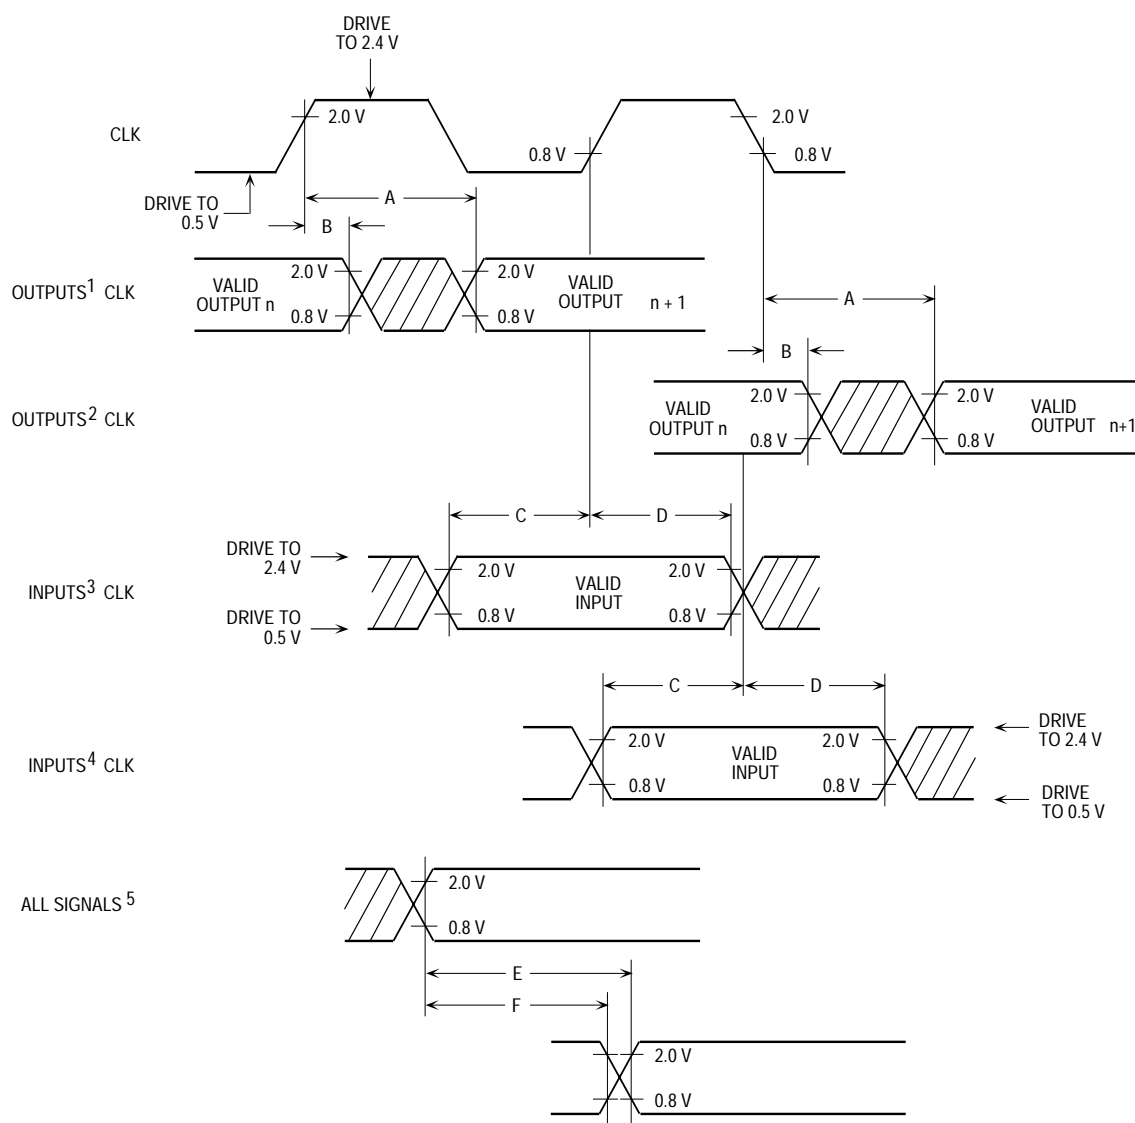 DRIVE
TO 2.4 V
2.0 V
2.0 V
CLK
0.8 V
0.8 V
DRIVE TO
0.5 V
A
B
OUTPUTS1 CLK
VALID
OUTPUT n
2.0 V
0.8 V
2.0 V
0.8 V
VALID
OUTPUT n + 1
A
B
OUTPUTS2 CLK
VALID
OUTPUT n
2.0 V
0.8 V
2.0 V
0.8 V
VALID
OUTPUT n+1
C
D
DRIVE TO
2.4 V
INPUTS3 CLK
DRIVE TO
0.5 V
2.0 V
0.8 V
VALID
INPUT
2.0 V
0.8 V
C
D
INPUTS4 CLK
2.0 V
0.8 V
VALID
INPUT
2.0 V
0.8 V
DRIVE
TO 2.4 V
DRIVE
TO 0.5 V
ALL SIGNALS 5
2.0 V
0.8 V
E
F
2.0 V
0.8 V